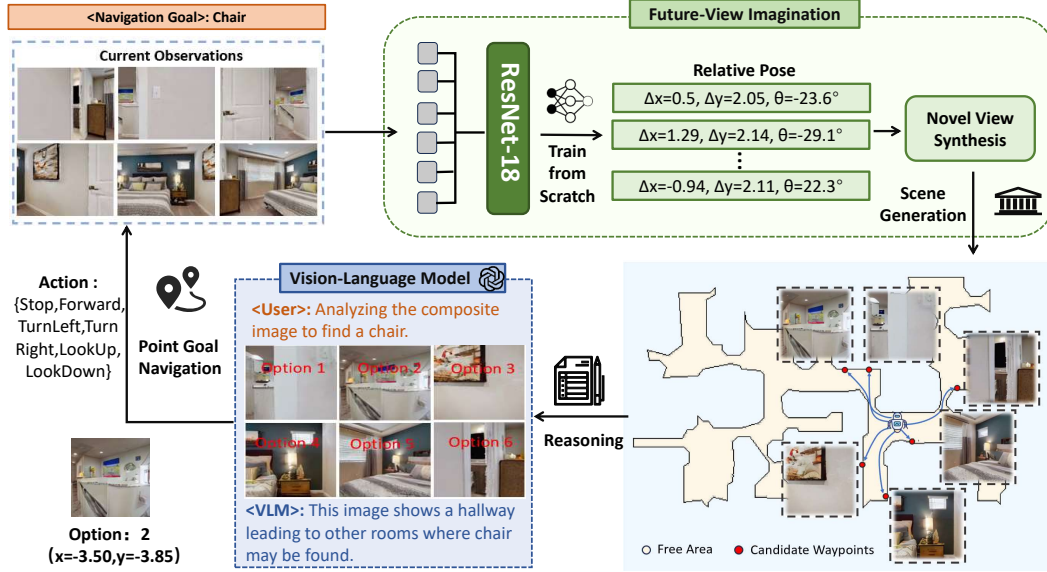 <Navigation Goal>: Chair
Current Observations
Future-View Imagination
ResNet-18
Train
from
Scratch
Relative Pose
Δx=0.5, Δy=2.05, θ=-23.6°
Δx=1.29, Δy=2.14, θ=-29.1°
Δx=-0.94, Δy=2.11, θ=22.3°
Novel View
Synthesis
Scene
Generation
Free Area
Candidate Waypoints
Reasoning
Vision-Language Model
<User>: Analyzing the composite
image to find a chair.
Option 1
Option 2
Option 3
Option 4
Option 5
Option 6
<VLM>: This image shows a hallway
leading to other rooms where chair
may be found.
Point Goal
Navigation
Action :
{Stop,Forward,
TurnLeft,Turn
Right,LookUp,
LookDown}
Option: 2
(x=-3.50,y=-3.85)